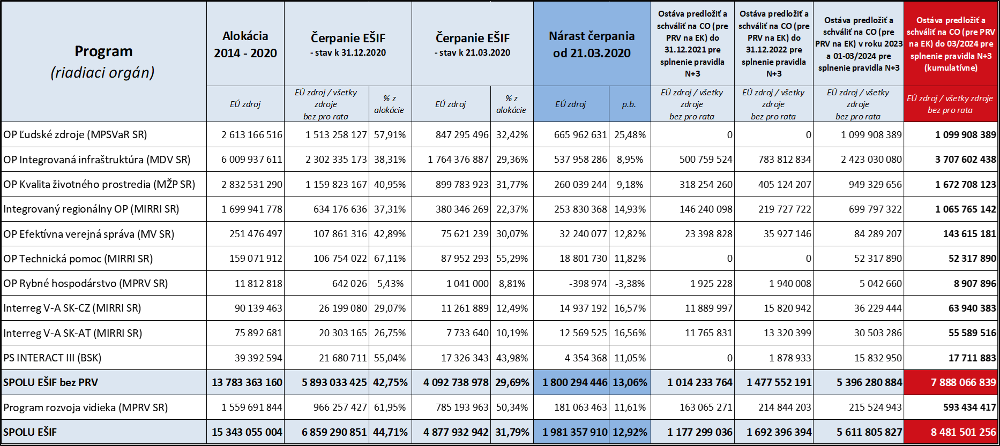 Program
(riadiaci orgán)
Alokácia
2014 - 2020
Čerpanie EŠIF
- stav k 31.12.2020
Čerpanie EŠIF
- stav k 21.03.2020
Nárast čerpania
od 21.03.2020
Ostáva predložiť a
schváliť na CO (pre
PRV na EK) do
31.12.2021 pre
splnenie pravidla
N+3
Ostáva predložiť a
schváliť na CO (pre
PRV na EK) do
31.12.2022 pre
splnenie pravidla
N+3
Ostáva predložiť a
schváliť na CO (pre
PRV na EK) v roku 2023
a 01-03/2024 pre
splnenie pravidla N+3
Ostáva predložiť a
schváliť na CO (pre PRV
na EK) do 03/2024 pre
splnenie pravidla N+3
(kumulatívne)
EÚ zdroj
EÚ zdroj / všetky
zdroje
bez pro rata
% z
alokácie
EÚ zdroj
% z
alokácie
EÚ zdroj
p.b.
EÚ zdroj / všetky
zdroje
bez pro rata
EÚ zdroj / všetky
zdroje
bez pro rata
EÚ zdroj / všetky
zdroje
bez pro rata
EÚ zdroj / všetky zdroje
bez pro rata
OP Ľudské zdroje (MPSVaR SR) 2 613 166 516 1 513 258 127 57,91% 847 295 496 32,42% 665 962 631 25,48% 0 0 1 099 908 389 1 099 908 389
OP Integrovaná infraštruktúra (MDV SR) 6 009 937 611 2 302 335 173 38,31% 1 764 376 887 29,36% 537 958 286 8,95% 500 759 524 783 812 834 2 423 030 080 3 707 602 438
OP Kvalita životného prostredia (MŽP SR) 2 832 531 290 1 159 823 167 40,95% 899 783 923 31,77% 260 039 244 9,18% 318 254 260 405 124 207 949 329 656 1 672 708 123
Integrovaný regionálny OP (MIRRI SR) 1 699 941 778 634 176 636 37,31% 380 346 269 22,37% 253 830 368 14,93% 146 240 098 219 727 722 699 797 322 1 065 765 142
OP Efektívna verejná správa (MV SR) 251 476 497 107 861 316 42,89% 75 621 239 30,07% 32 240 077 12,82% 23 398 828 35 927 146 84 289 207 143 615 181
OP Technická pomoc (MIRRI SR) 159 071 912 106 754 022 67,11% 87 952 293 55,29% 18 801 730 11,82% 0 0 52 317 890 52 317 890
OP Rybné hospodárstvo (MPRV SR) 11 812 818 642 026 5,43% 1 041 000 8,81% -398 974 -3,38% 1 925 228 1 940 008 5 042 660 8 907 896
Interreg V-A SK-CZ (MIRRI SR) 90 139 463 26 199 080 29,07% 11 261 889 12,49% 14 937 192 16,57% 11 889 997 15 820 942 36 229 444 63 940 383
Interreg V-A SK-AT (MIRRI SR) 75 892 681 20 303 165 26,75% 7 733 640 10,19% 12 569 525 16,56% 11 765 831 13 320 399 30 503 286 55 589 516
PS INTERACT III (BSK) 39 392 594 21 680 711 55,04% 17 326 343 43,98% 4 354 368 11,05% 0 1 878 933 15 832 950 17 711 883
SPOLU EŠIF bez PRV 13 783 363 160 5 893 033 425 42,75% 4 092 738 978 29,69% 1 800 294 446 13,06% 1 014 233 764 1 477 552 191 5 396 280 884 7 888 066 839
Program rozvoja vidieka (MPRV SR) 1 559 691 844 966 257 427 61,95% 785 193 963 50,34% 181 063 463 11,61% 163 065 271 214 844 203 215 524 943 593 434 417
SPOLU EŠIF 15 343 055 004 6 859 290 851 44,71% 4 877 932 942 31,79% 1 981 357 910 12,92% 1 177 299 036 1 692 396 394 5 611 805 827 8 481 501 256